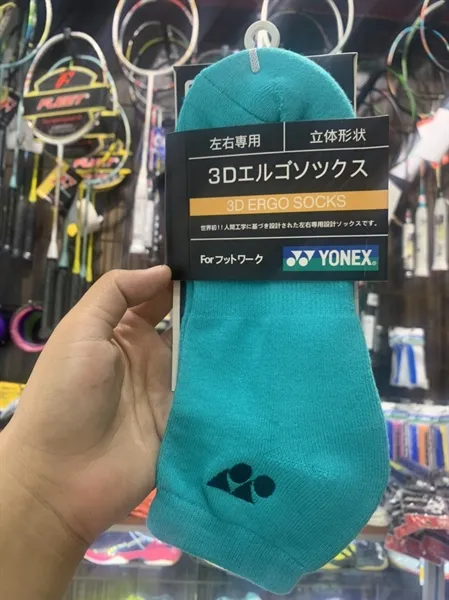 FLEET
左右専用
立体形状
3Dエルゴソックス
3D ERGO SOCKS
世界初!!人間工学に基づき設計された左右専用設計ソックスです。
Forフットワーク
YONEX